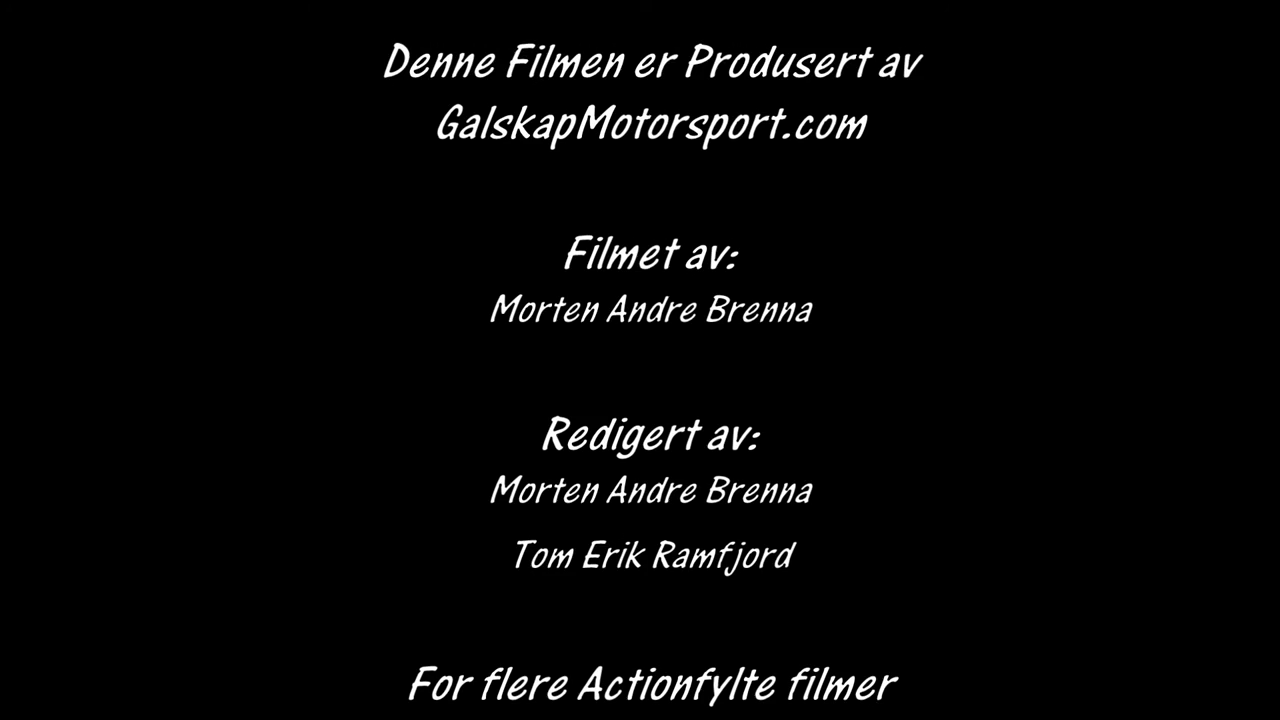 Denne Filmen er Produsert av
GalskapMotorsport.com
Filmet av:
Morten Andre Brenna
Redigert av:
Morten Andre Brenna
Tom Erik Ramfjord
For flere Actionfylte filmer